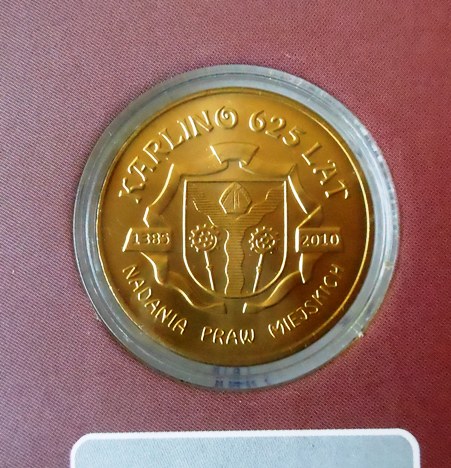 KARLINO 625 LAT
1385 2010
NADANIA PRAW MIEJSKICH